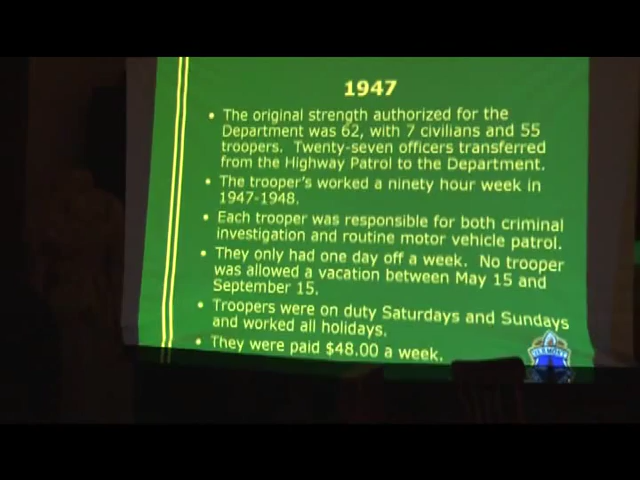 1947
• The original strength authorized for the
Department was 62, with 7 civilians and 55
troopers. Twenty-seven officers transferred
from the Highway Patrol to the Department.
• The trooper's worked a ninety hour week in
1947-1948.
• Each trooper was responsible for both criminal
investigation and routine motor vehicle patrol.
• They only had one day off a week. No trooper
was allowed a vacation between May 15 and
September 15.
• Troopers were on duty Saturdays and Sundays
and worked all holidays.
• They were paid $48.00 a week.
VERMONT